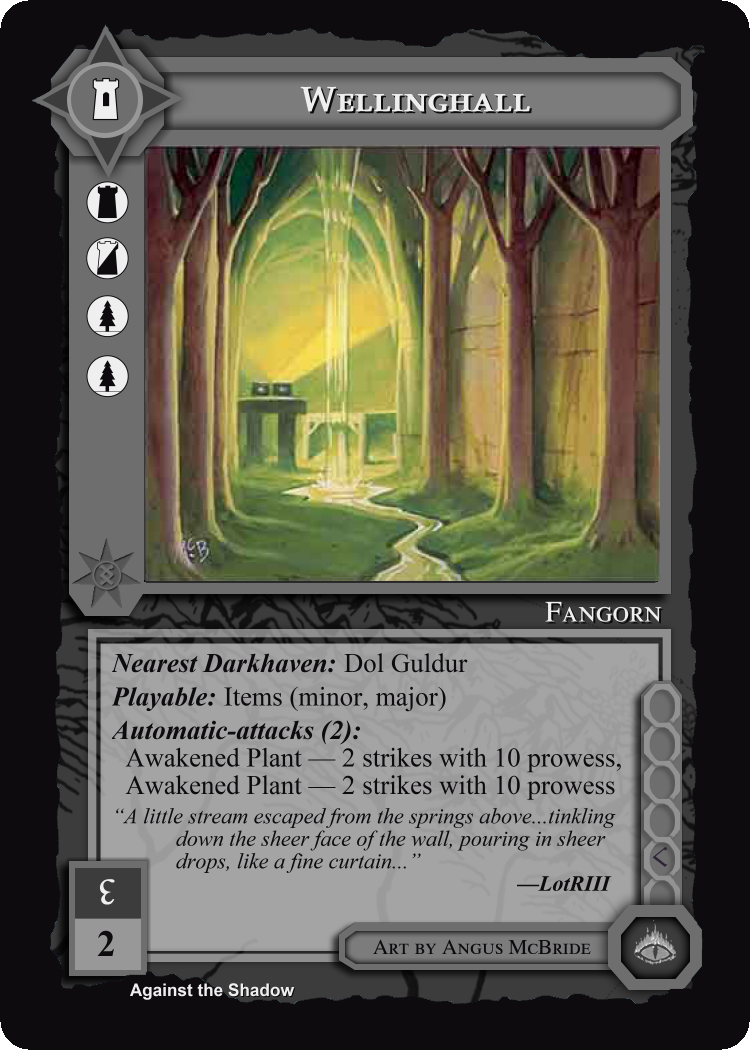 Wellinghall
RCB
Fangorn
Nearest Darkhaven: Dol Guldur
Playable: Items (minor, major)
Automatic-attacks (2):
Awakened Plant — 2 strikes with 10 prowess,
Awakened Plant — 2 strikes with 10 prowess
“A little stream escaped from the springs above...tinkling
down the sheer face of the wall, pouring in sheer
drops, like a fine curtain...”
—LotRIII
2
Art by Angus McBride
Against the Shadow